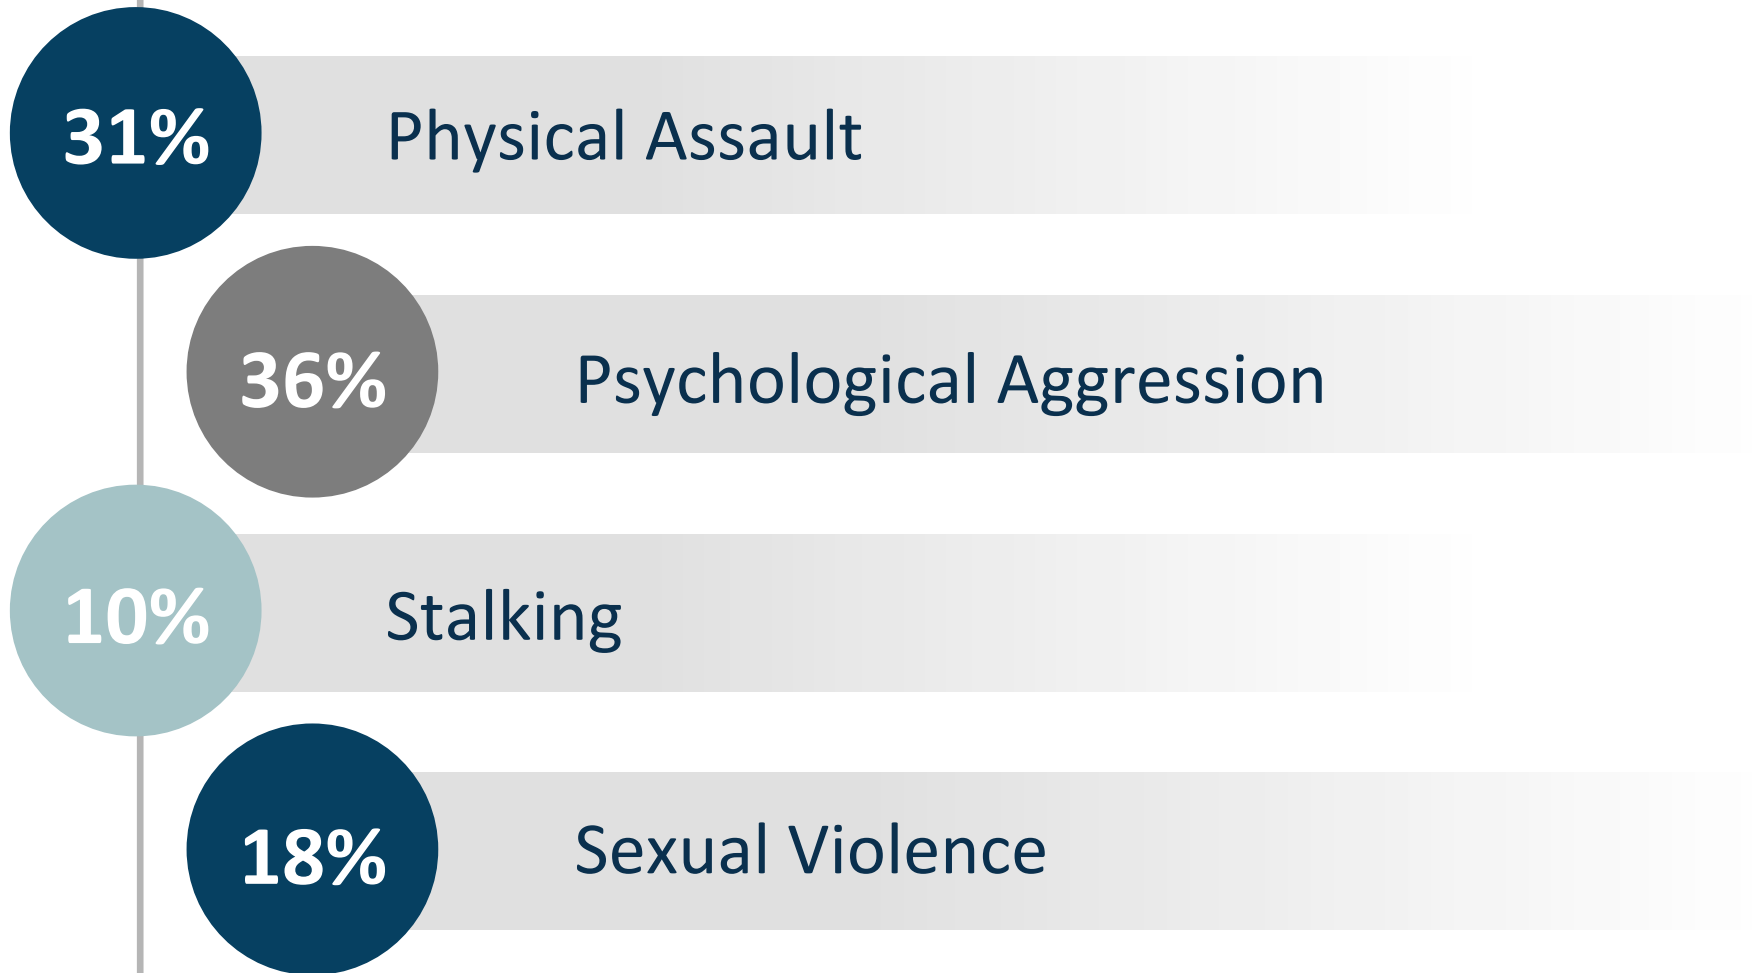 31% Physical Assault
36% Psychological Aggression
10% Stalking
18% Sexual Violence